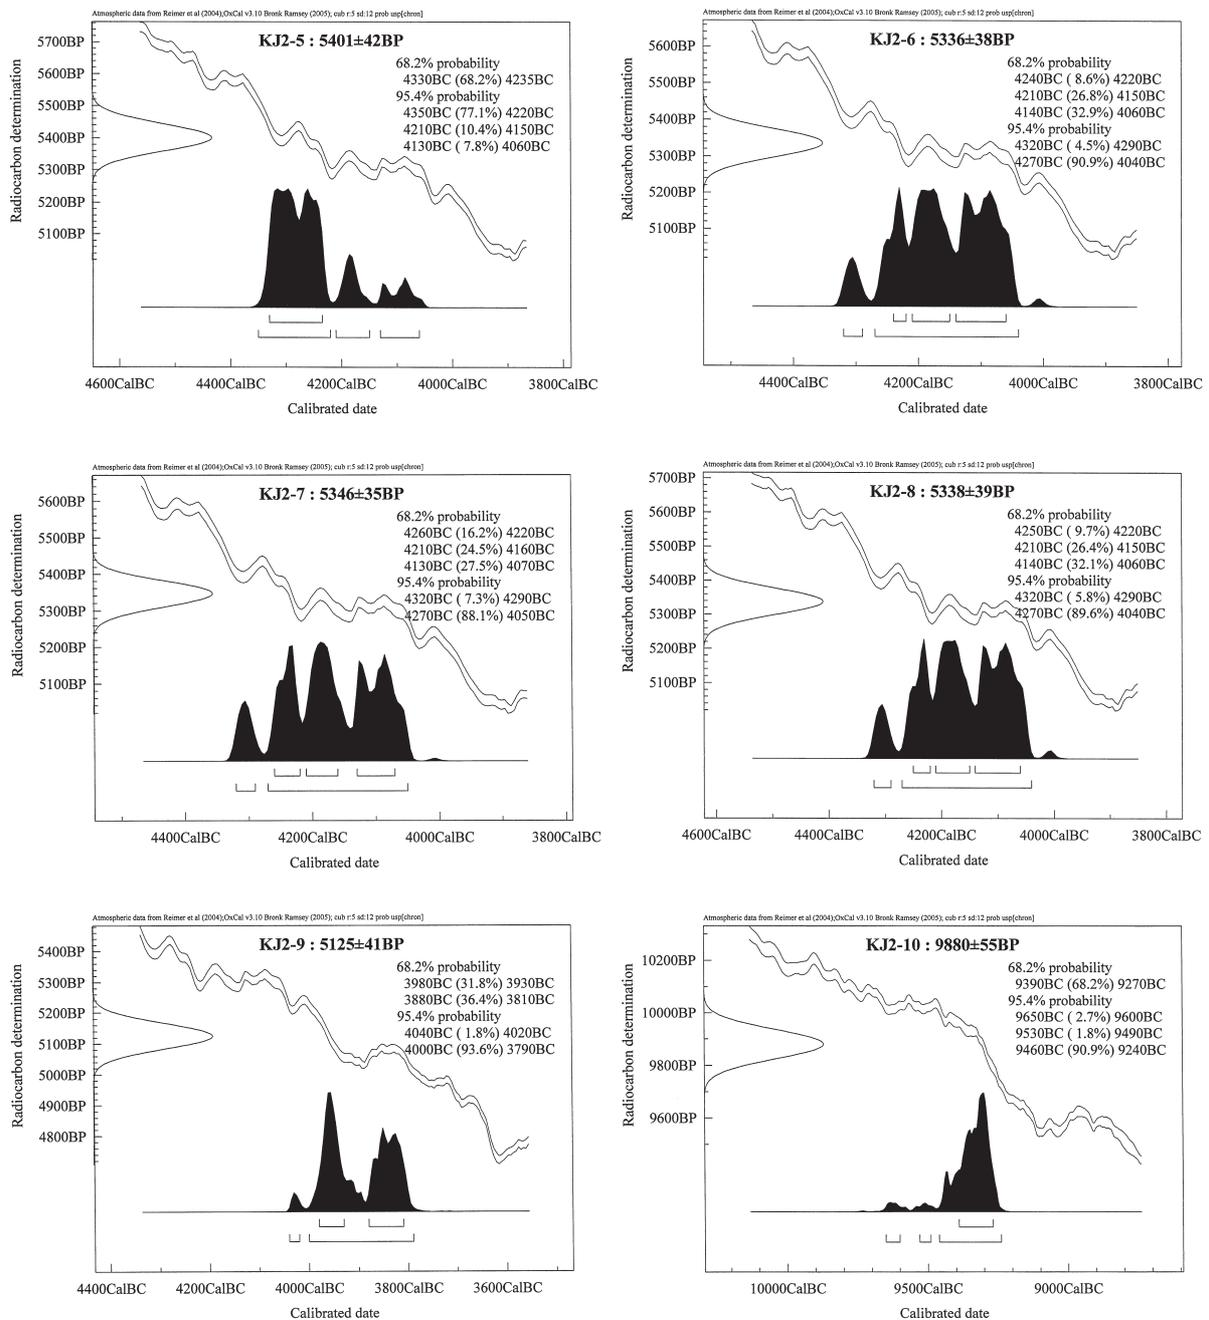 Atmospheric data from Reimer et al (2004);OxCal v3.10 Bronk Ramsey (2005); cub r:5 sd:12 prob usp[chron]
KJ2-5 : 5401±42BP
68.2% probability
4330BC (68.2%) 4235BC
95.4% probability
4350BC (77.1%) 4220BC
4210BC (10.4%) 4150BC
4130BC ( 7.8%) 4060BC
Radiocarbon determination
5700BP
5600BP
5500BP
5400BP
5300BP
5200BP
5100BP
4600CalBC 4400CalBC 4200CalBC 4000CalBC 3800CalBC
Calibrated date
Atmospheric data from Reimer et al (2004);OxCal v3.10 Bronk Ramsey (2005); cub r:5 sd:12 prob usp[chron]
KJ2-6 : 5336±38BP
68.2% probability
4240BC ( 8.6%) 4220BC
4210BC (26.8%) 4150BC
4140BC (32.9%) 4060BC
95.4% probability
4320BC ( 4.5%) 4290BC
4270BC (90.9%) 4040BC
Radiocarbon determination
5600BP
5500BP
5400BP
5300BP
5200BP
5100BP
4400CalBC 4200CalBC 4000CalBC 3800CalBC
Calibrated date
Atmospheric data from Reimer et al (2004);OxCal v3.10 Bronk Ramsey (2005); cub r:5 sd:12 prob usp[chron]
KJ2-7 : 5346±35BP
68.2% probability
4260BC (16.2%) 4220BC
4210BC (24.5%) 4160BC
4130BC (27.5%) 4070BC
95.4% probability
4320BC ( 7.3%) 4290BC
4270BC (88.1%) 4050BC
Radiocarbon determination
5600BP
5500BP
5400BP
5300BP
5200BP
5100BP
4400CalBC 4200CalBC 4000CalBC 3800CalBC
Calibrated date
Atmospheric data from Reimer et al (2004);OxCal v3.10 Bronk Ramsey (2005); cub r:5 sd:12 prob usp[chron]
KJ2-8 : 5338±39BP
68.2% probability
4250BC ( 9.7%) 4220BC
4210BC (26.4%) 4150BC
4140BC (32.1%) 4060BC
95.4% probability
4320BC ( 5.8%) 4290BC
4270BC (89.6%) 4040BC
Radiocarbon determination
5700BP
5600BP
5500BP
5400BP
5300BP
5200BP
5100BP
4600CalBC 4400CalBC 4200CalBC 4000CalBC 3800CalBC
Calibrated date
Atmospheric data from Reimer et al (2004);OxCal v3.10 Bronk Ramsey (2005); cub r:5 sd:12 prob usp[chron]
KJ2-9 : 5125±41BP
68.2% probability
3980BC (31.8%) 3930BC
3880BC (36.4%) 3810BC
95.4% probability
4040BC ( 1.8%) 4020BC
4000BC (93.6%) 3790BC
Radiocarbon determination
5400BP
5300BP
5200BP
5100BP
5000BP
4900BP
4800BP
4400CalBC 4200CalBC 4000CalBC 3800CalBC 3600CalBC
Calibrated date
Atmospheric data from Reimer et al (2004);OxCal v3.10 Bronk Ramsey (2005); cub r:5 sd:12 prob usp[chron]
KJ2-10 : 9880±55BP
68.2% probability
9390BC (68.2%) 9270BC
95.4% probability
9650BC ( 2.7%) 9600BC
9530BC ( 1.8%) 9490BC
9460BC (90.9%) 9240BC
Radiocarbon determination
10200BP
10000BP
9800BP
9600BP
10000CalBC 9500CalBC 9000CalBC
Calibrated date